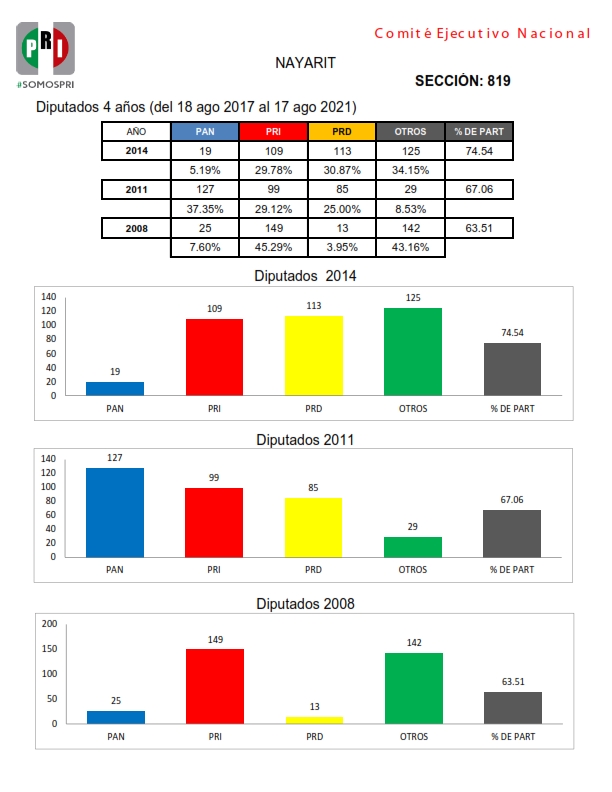 Comité Ejecutivo Nacional
PRI
#SOMOSPRI
NAYARIT
SECCIÓN: 819
Diputados 4 años (del 18 ago 2017 al 17 ago 2021)
AÑO PAN PRI PRD OTROS % DE PART
2014 19 109 113 125 74.54
5.19% 29.78% 30.87% 34.15%
2011 127 99 85 29 67.06
37.35% 29.12% 25.00% 8.53%
2008 25 149 13 142 63.51
7.60% 45.29% 3.95% 43.16%
Diputados 2014
140
120
100
80
60
40
20
0
19 109 113 125 74.54
PAN PRI PRD OTROS % DE PART
Diputados 2011
140
120
100
80
60
40
20
0
127 99 85 29 67.06
PAN PRI PRD OTROS % DE PART
Diputados 2008
200
150
100
50
0
25 149 13 142 63.51
PAN PRI PRD OTROS % DE PART